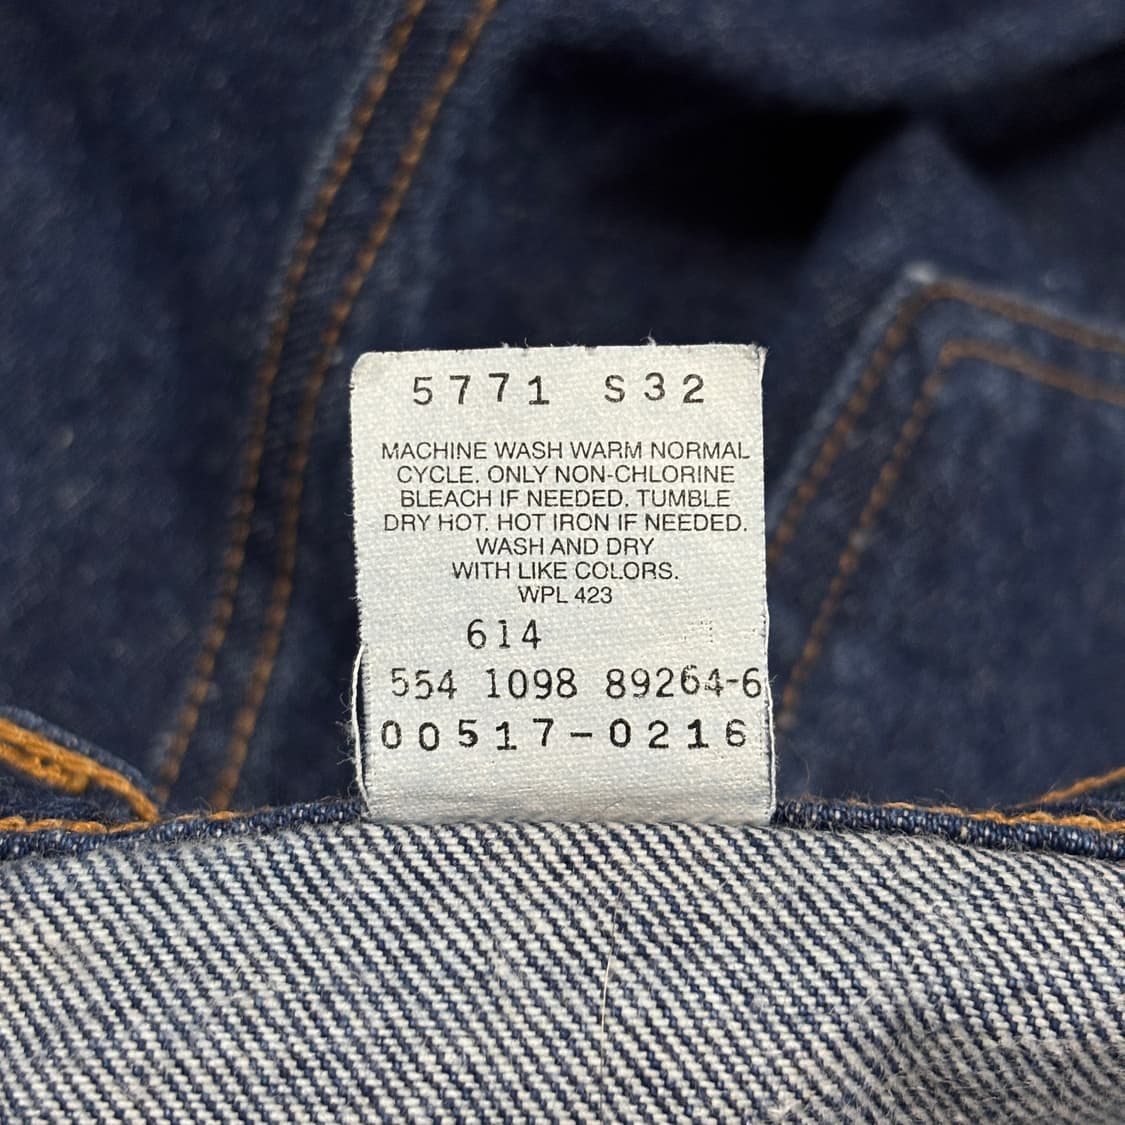 5771 S32
MACHINE WASH WARM NORMAL
CYCLE. ONLY NON-CHLORINE
BLEACH IF NEEDED. TUMBLE
DRY HOT. HOT IRON IF NEEDED.
WASH AND DRY
WITH LIKE COLORS.
WPL 423
614
554 1098 89264-6
00517-0216